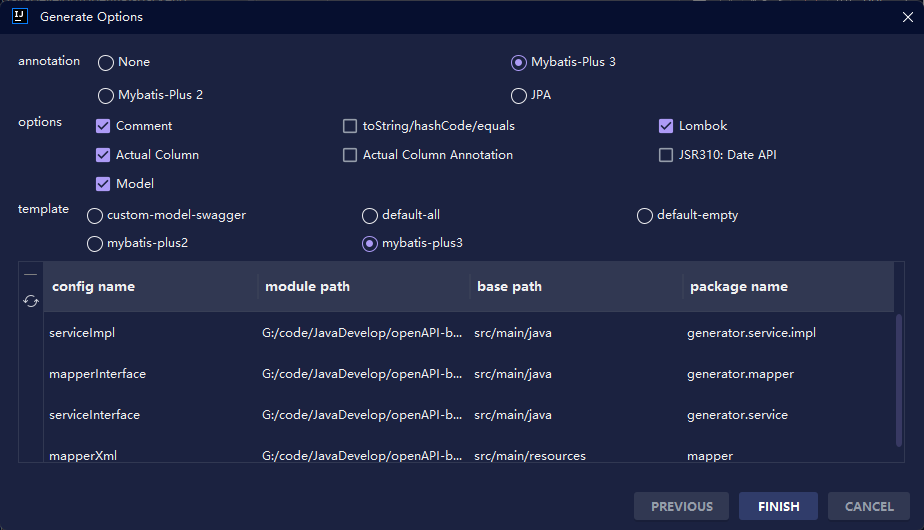 Generate Options
annotation None Mybatis-Plus 3
Mybatis-Plus 2 JPA
options Comment toString/hashCode/equals Lombok
Actual Column Actual Column Annotation JSR310: Date API
Model
template custom-model-swagger default-all default-empty
mybatis-plus2 mybatis-plus3
config name module path base path package name
serviceImpl G:/code/JavaDevelop/openAPI-b... src/main/java generator.service.impl
mapperInterface G:/code/JavaDevelop/openAPI-b... src/main/java generator.mapper
serviceInterface G:/code/JavaDevelop/openAPI-b... src/main/java generator.service
mapperXml G:/code/JavaDevelop/openAPI-b... src/main/resources mapper
PREVIOUS FINISH CANCEL